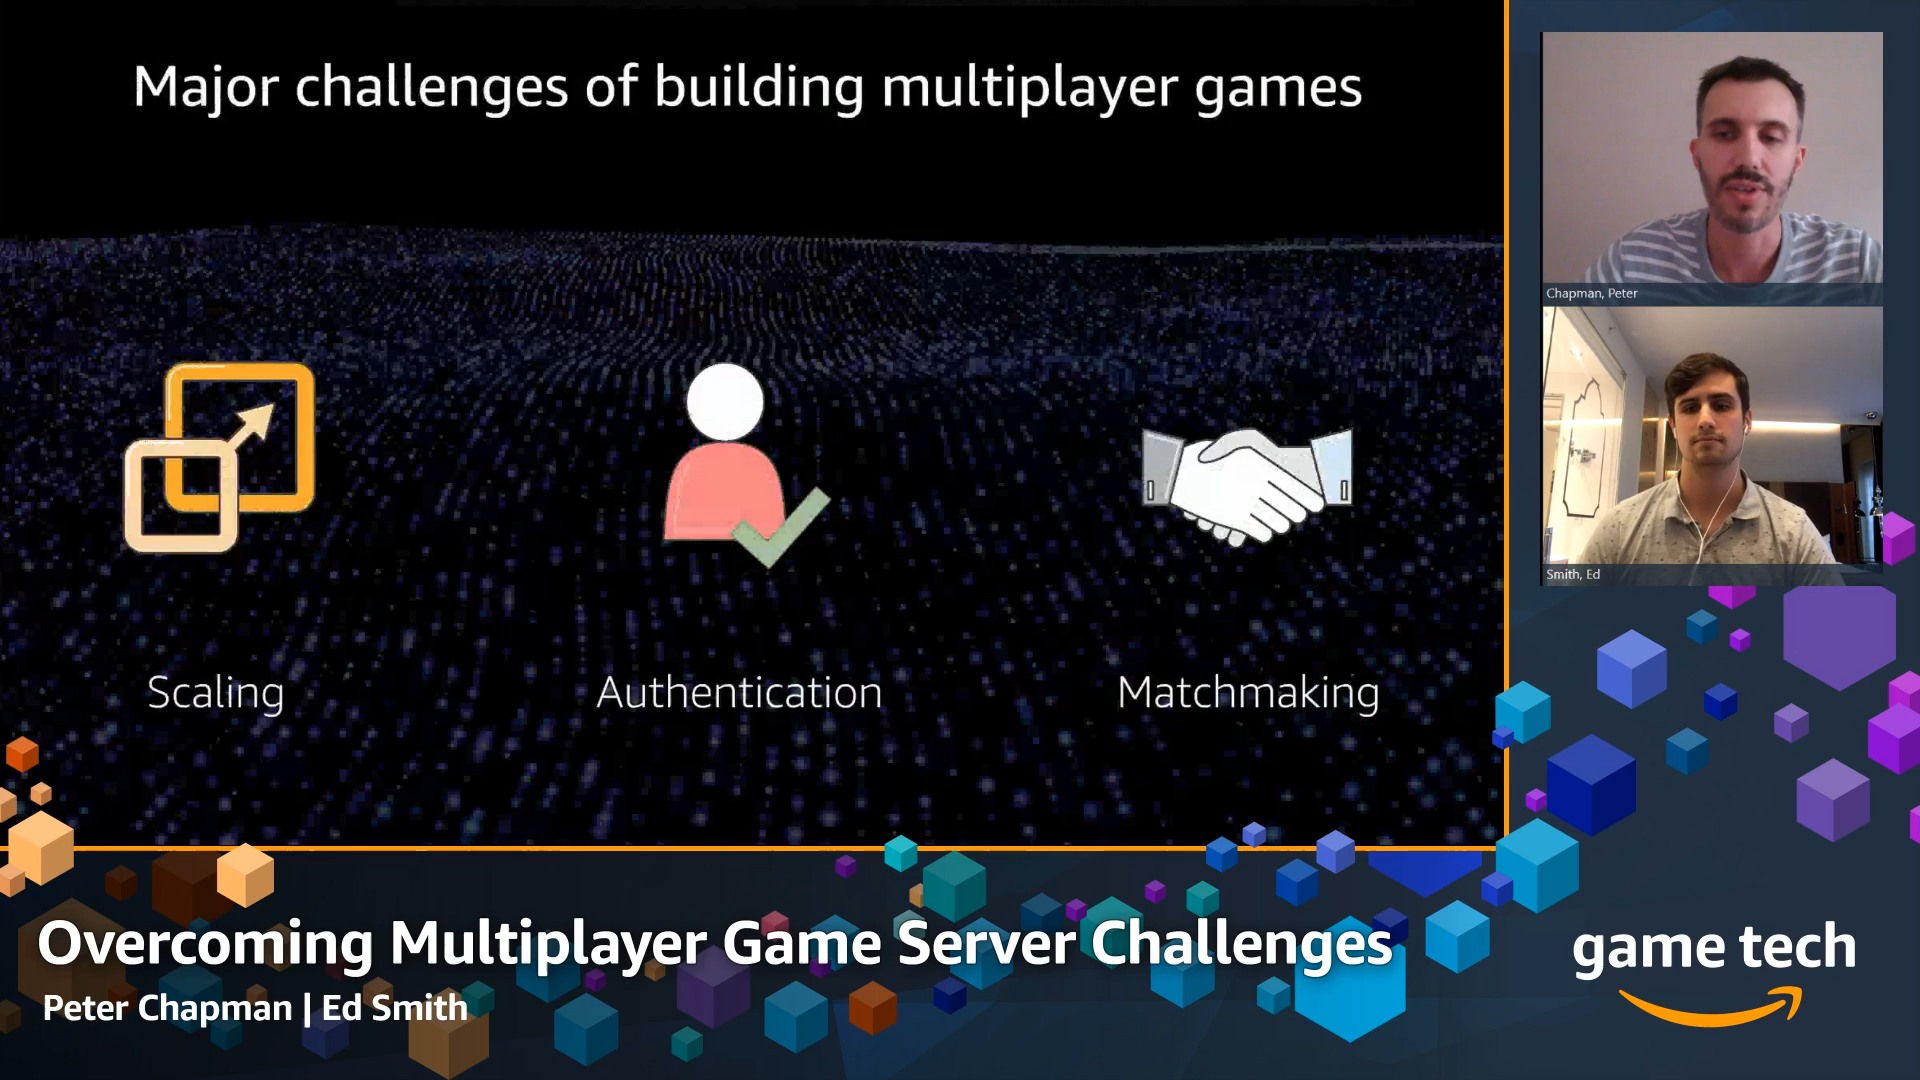 Major challenges of building multiplayer games
Scaling
Authentication
Matchmaking
Chapman, Peter
Smith, Ed
Overcoming Multiplayer Game Server Challenges
Peter Chapman | Ed Smith
game tech